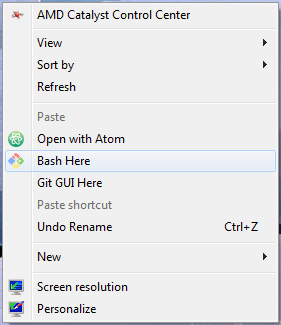 AMD Catalyst Control Center
View
Sort by
Refresh
Paste
Open with Atom
Bash Here
Git GUI Here
Paste shortcut
Undo Rename Ctrl+Z
New
Screen resolution
Personalize